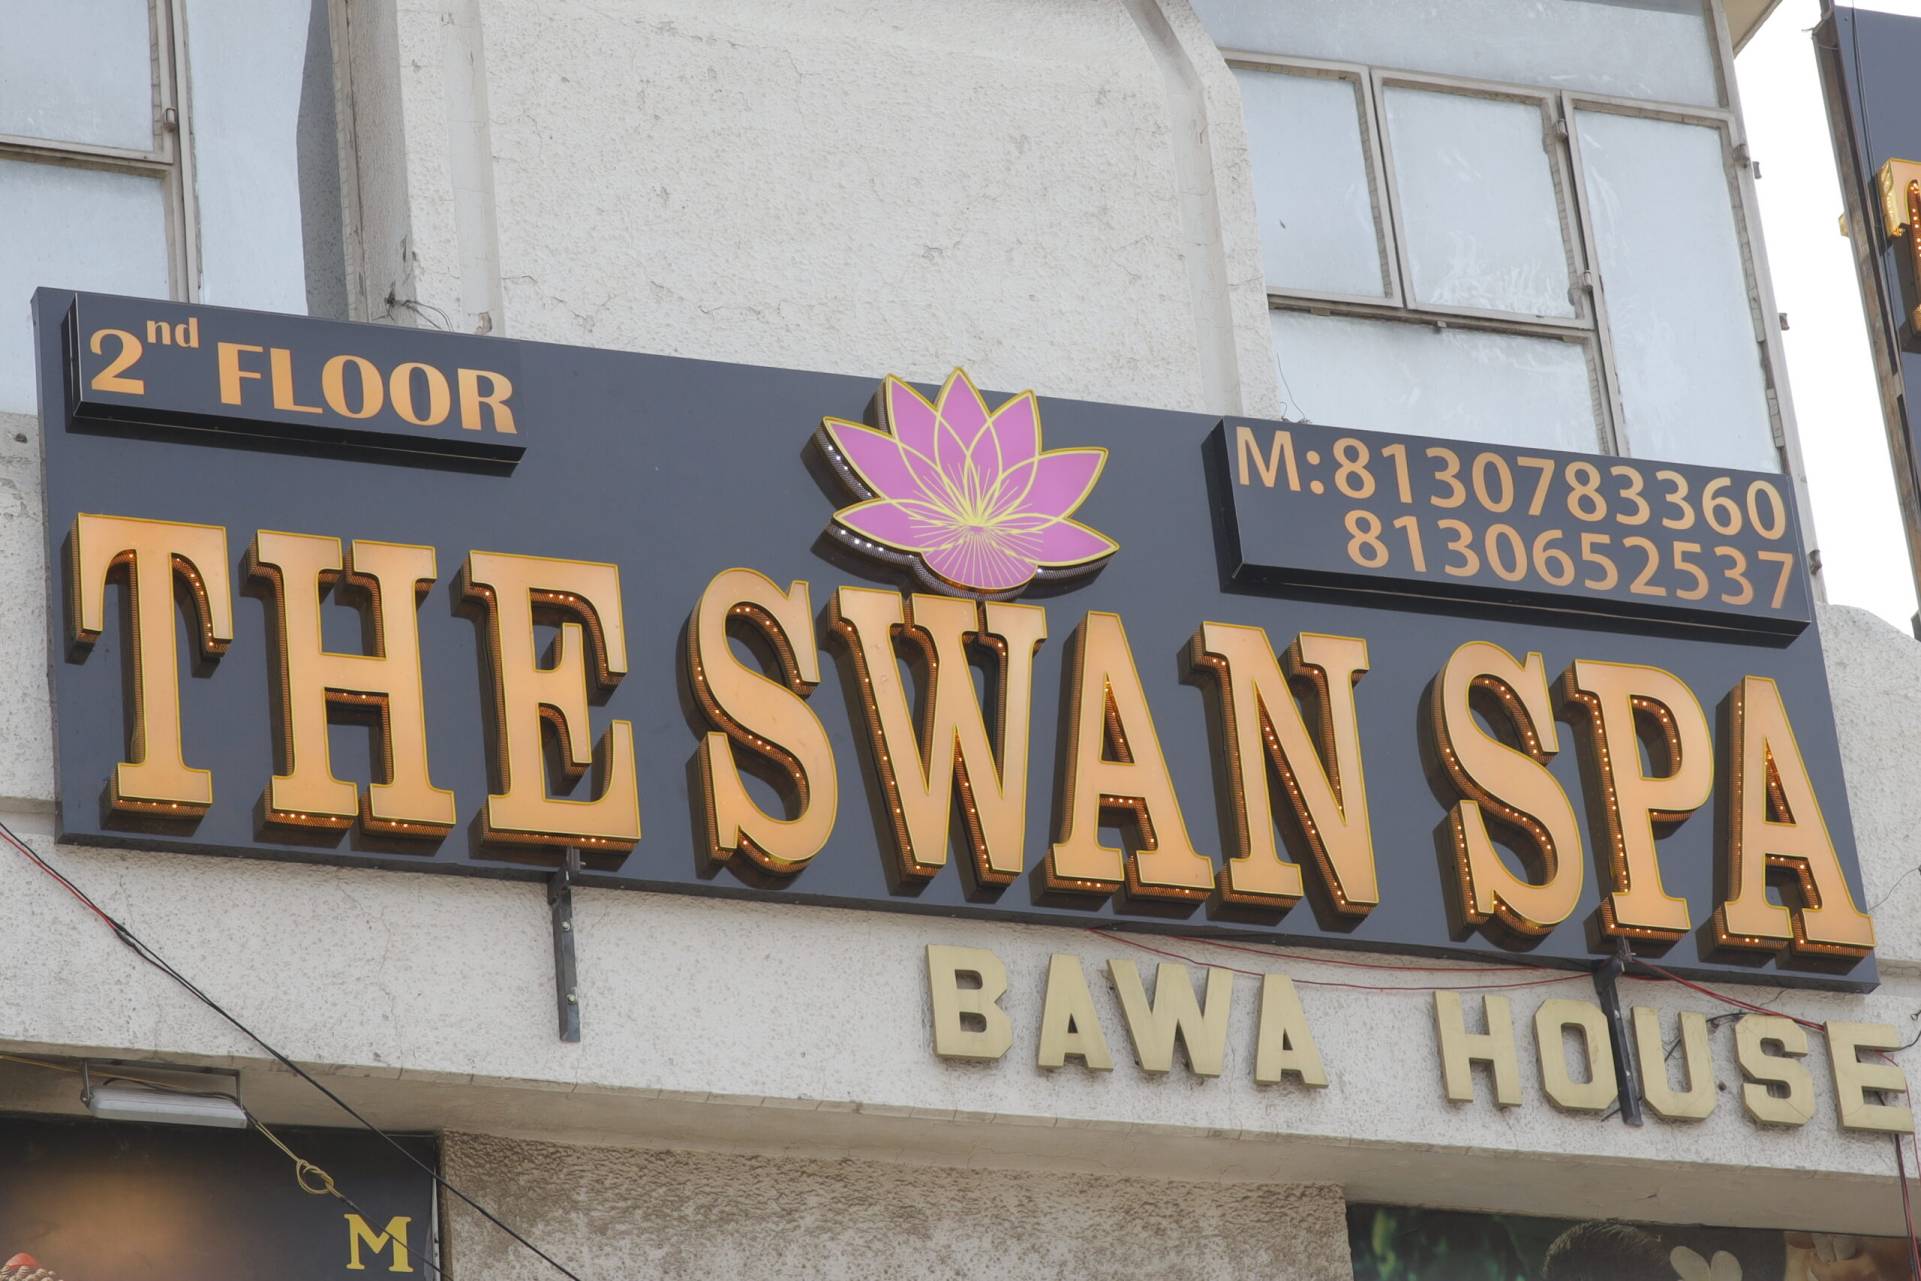 2nd FLOOR
M:8130783360
8130652537
THE SWAN SPA
BAWA HOUSE
M